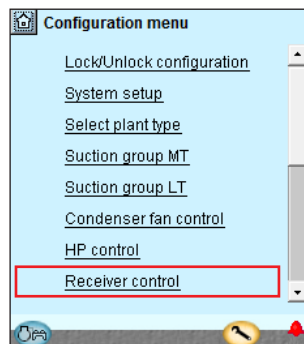 Configuration menu
Lock/Unlock configuration
System setup
Select plant type
Suction group MT
Suction group LT
Condenser fan control
HP control
Receiver control